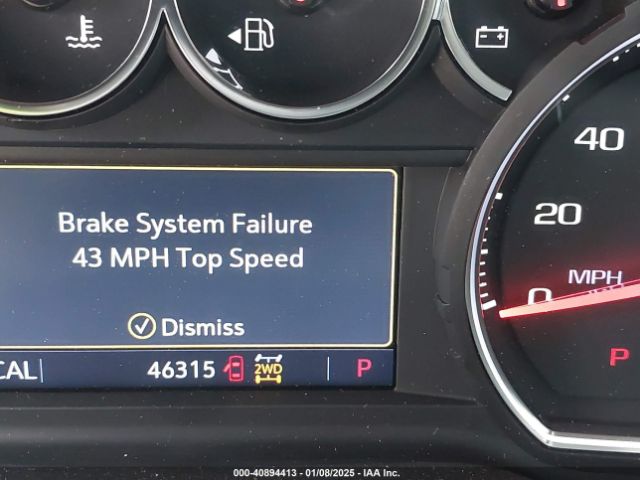 40
20
Brake System Failure
43 MPH Top Speed
MPH
0
Dismiss
CAL
46315
2WD
P
P
000-40894413 - 01/08/2025 - IAA Inc.